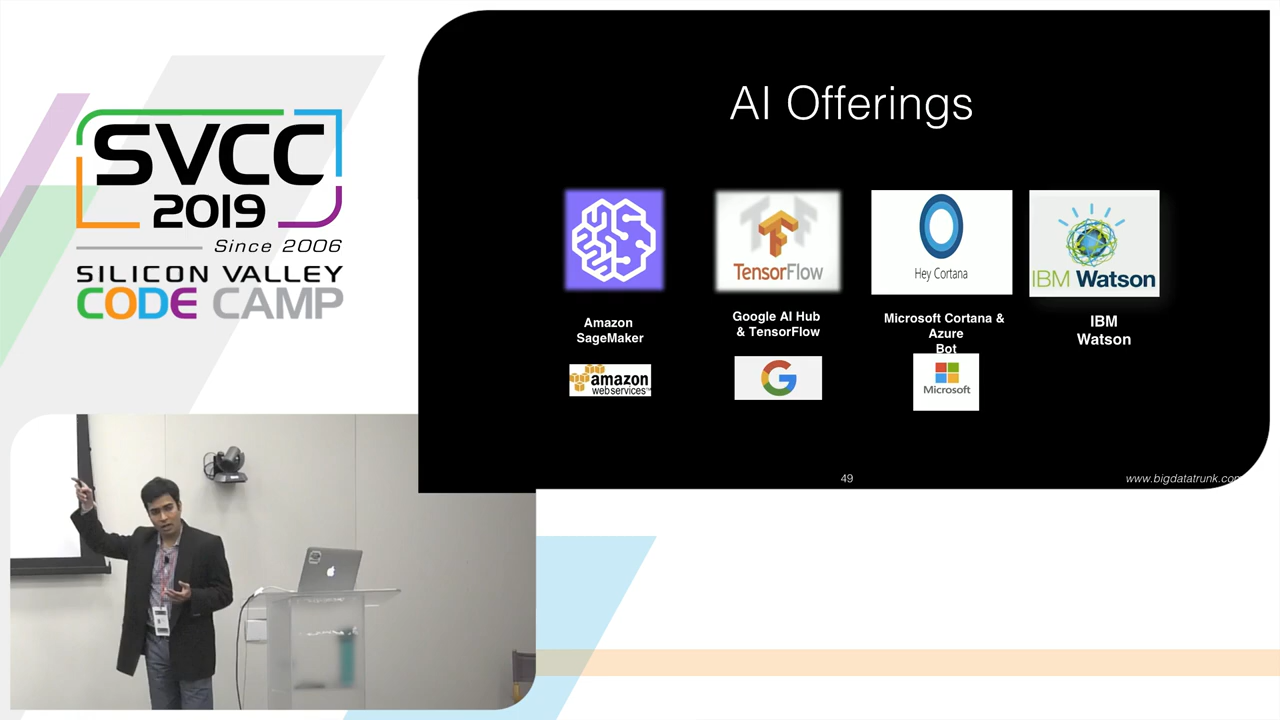 SVCC
2019
Since 2006
SILICON VALLEY
CODE CAMP
AI Offerings
TensorFlow
Hey Cortana
IBM Watson
Amazon
SageMaker
Google AI Hub
& TensorFlow
Microsoft Cortana &
Azure
Bot
IBM
Watson
amazon
webservices™
G
Microsoft
49
www.bigdatatrunk.com